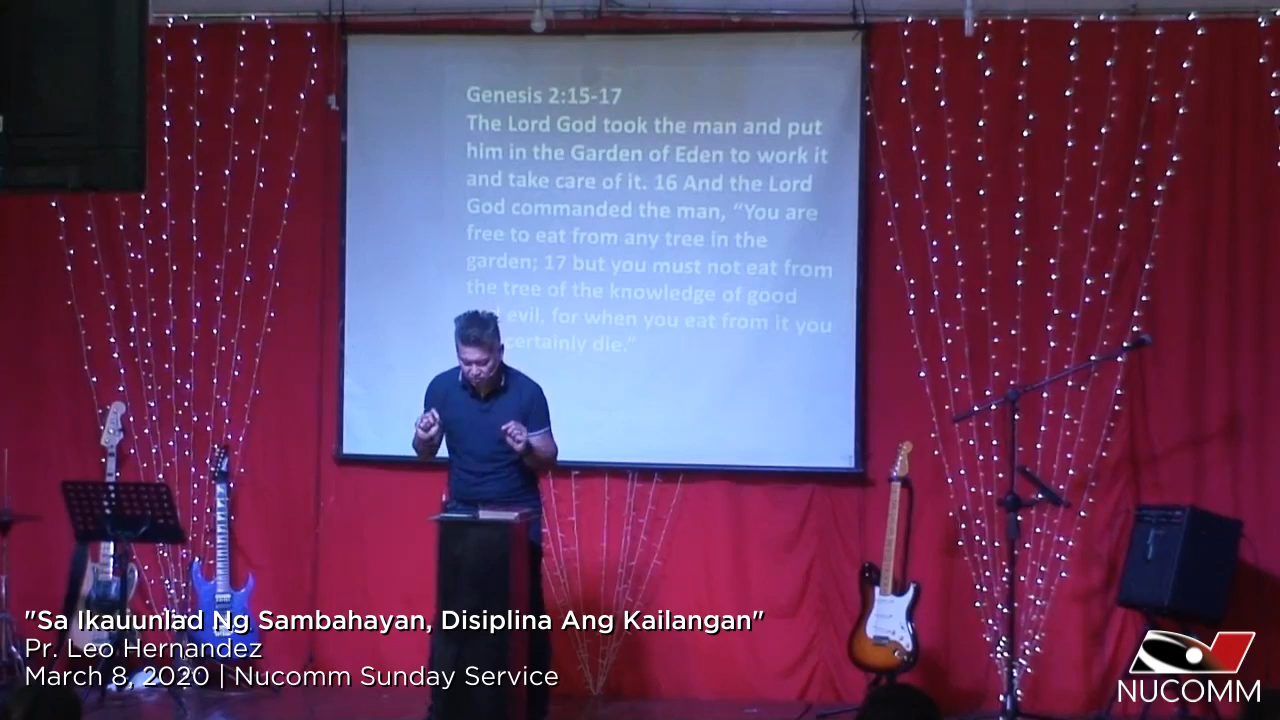 Genesis 2:15-17
The Lord God took the man and put
him in the Garden of Eden to work it
and take care of it. 16 And the Lord
God commanded the man, “You are
free to eat from any tree in the
garden; 17 but you must not eat from
the tree of the knowledge of good
evil, for when you eat from it you
certainly die.”
"Sa Ikauunlad Ng Sambahayan, Disiplina Ang Kailangan"
Pr. Leo Hernandez
March 8, 2020 | Nucomm Sunday Service
NUCOMM